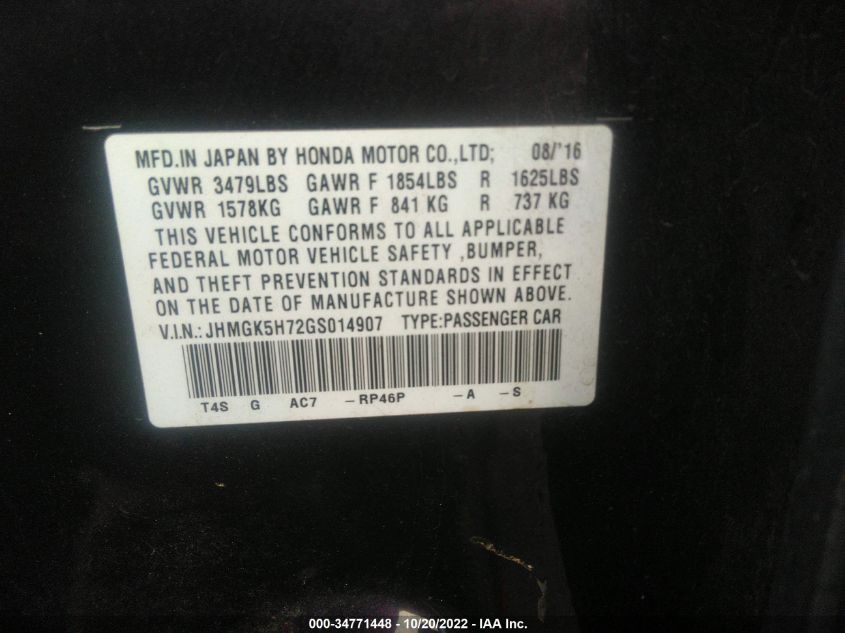 MFD.IN JAPAN BY HONDA MOTOR CO.,LTD; 08/'16
GVWR 3479LBS GAWR F 1854LBS R 1625LBS
GVWR 1578KG GAWR F 841 KG R 737 KG
THIS VEHICLE CONFORMS TO ALL APPLICABLE
FEDERAL MOTOR VEHICLE SAFETY ,BUMPER,
AND THEFT PREVENTION STANDARDS IN EFFECT
ON THE DATE OF MANUFACTURE SHOWN ABOVE.
V.I.N.: JHMGK5H72GS014907 TYPE:PASSENGER CAR
T4S G AC7 -RP46P -A -S
000-34771448 - 10/20/2022 - IAA Inc.